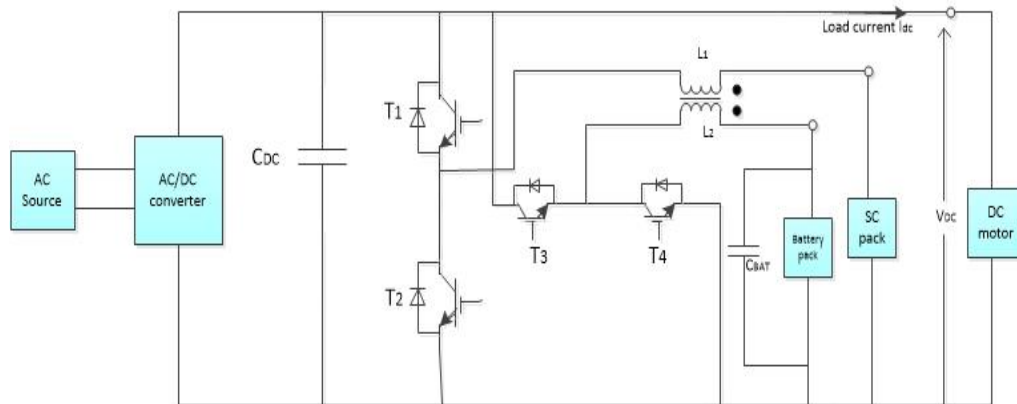 Load current Idc
L1
T1
CDC
L2
AC
Source
AC/DC
converter
VDC
DC
motor
SC
pack
Battery
pack
T3
T4
CBAT
T2